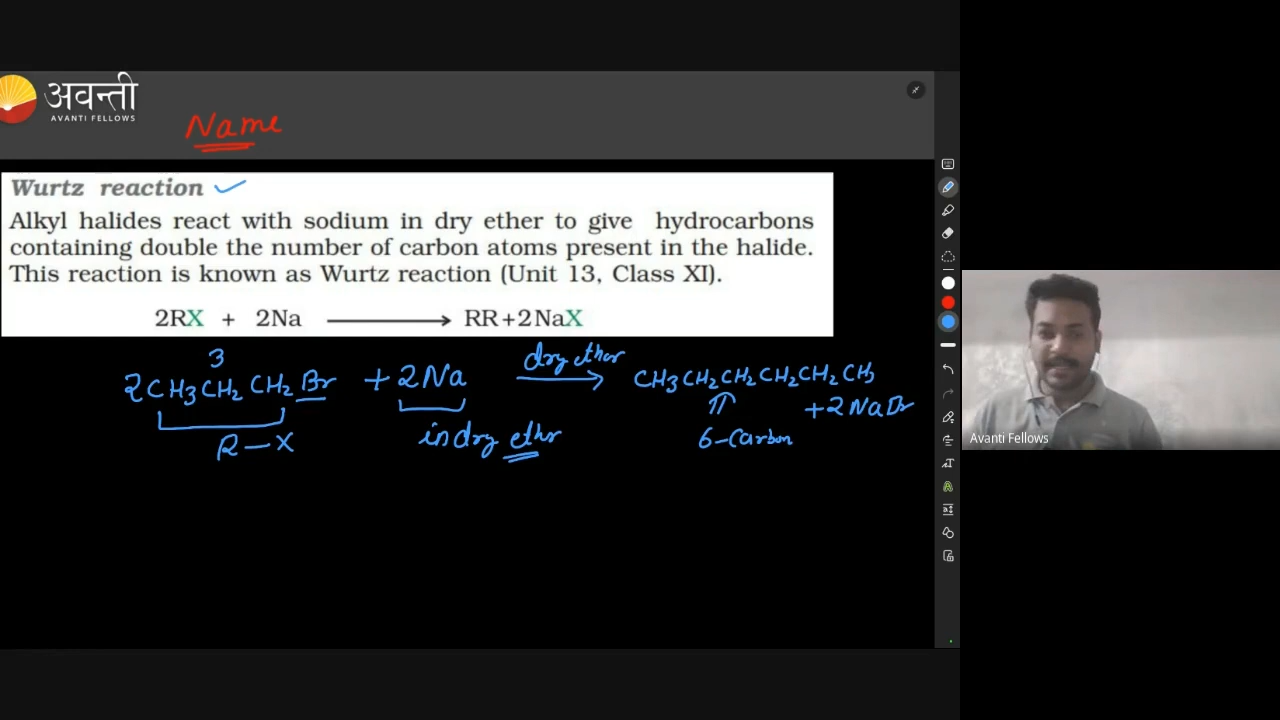 अवन्ती
AVANTI FELLOWS
Name
Wurtz reaction
Alkyl halides react with sodium in dry ether to give hydrocarbons
containing double the number of carbon atoms present in the halide.
This reaction is known as Wurtz reaction (Unit 13, Class XI).
2RX + 2Na ⟶ RR+2NaX
3
2CH3CH2CH2Br + 2Na dry ether → CH3CH2CH2CH2CH2CH3
+2NaBr
R-X
in dry ether
6-Carbon
Avanti Fellows